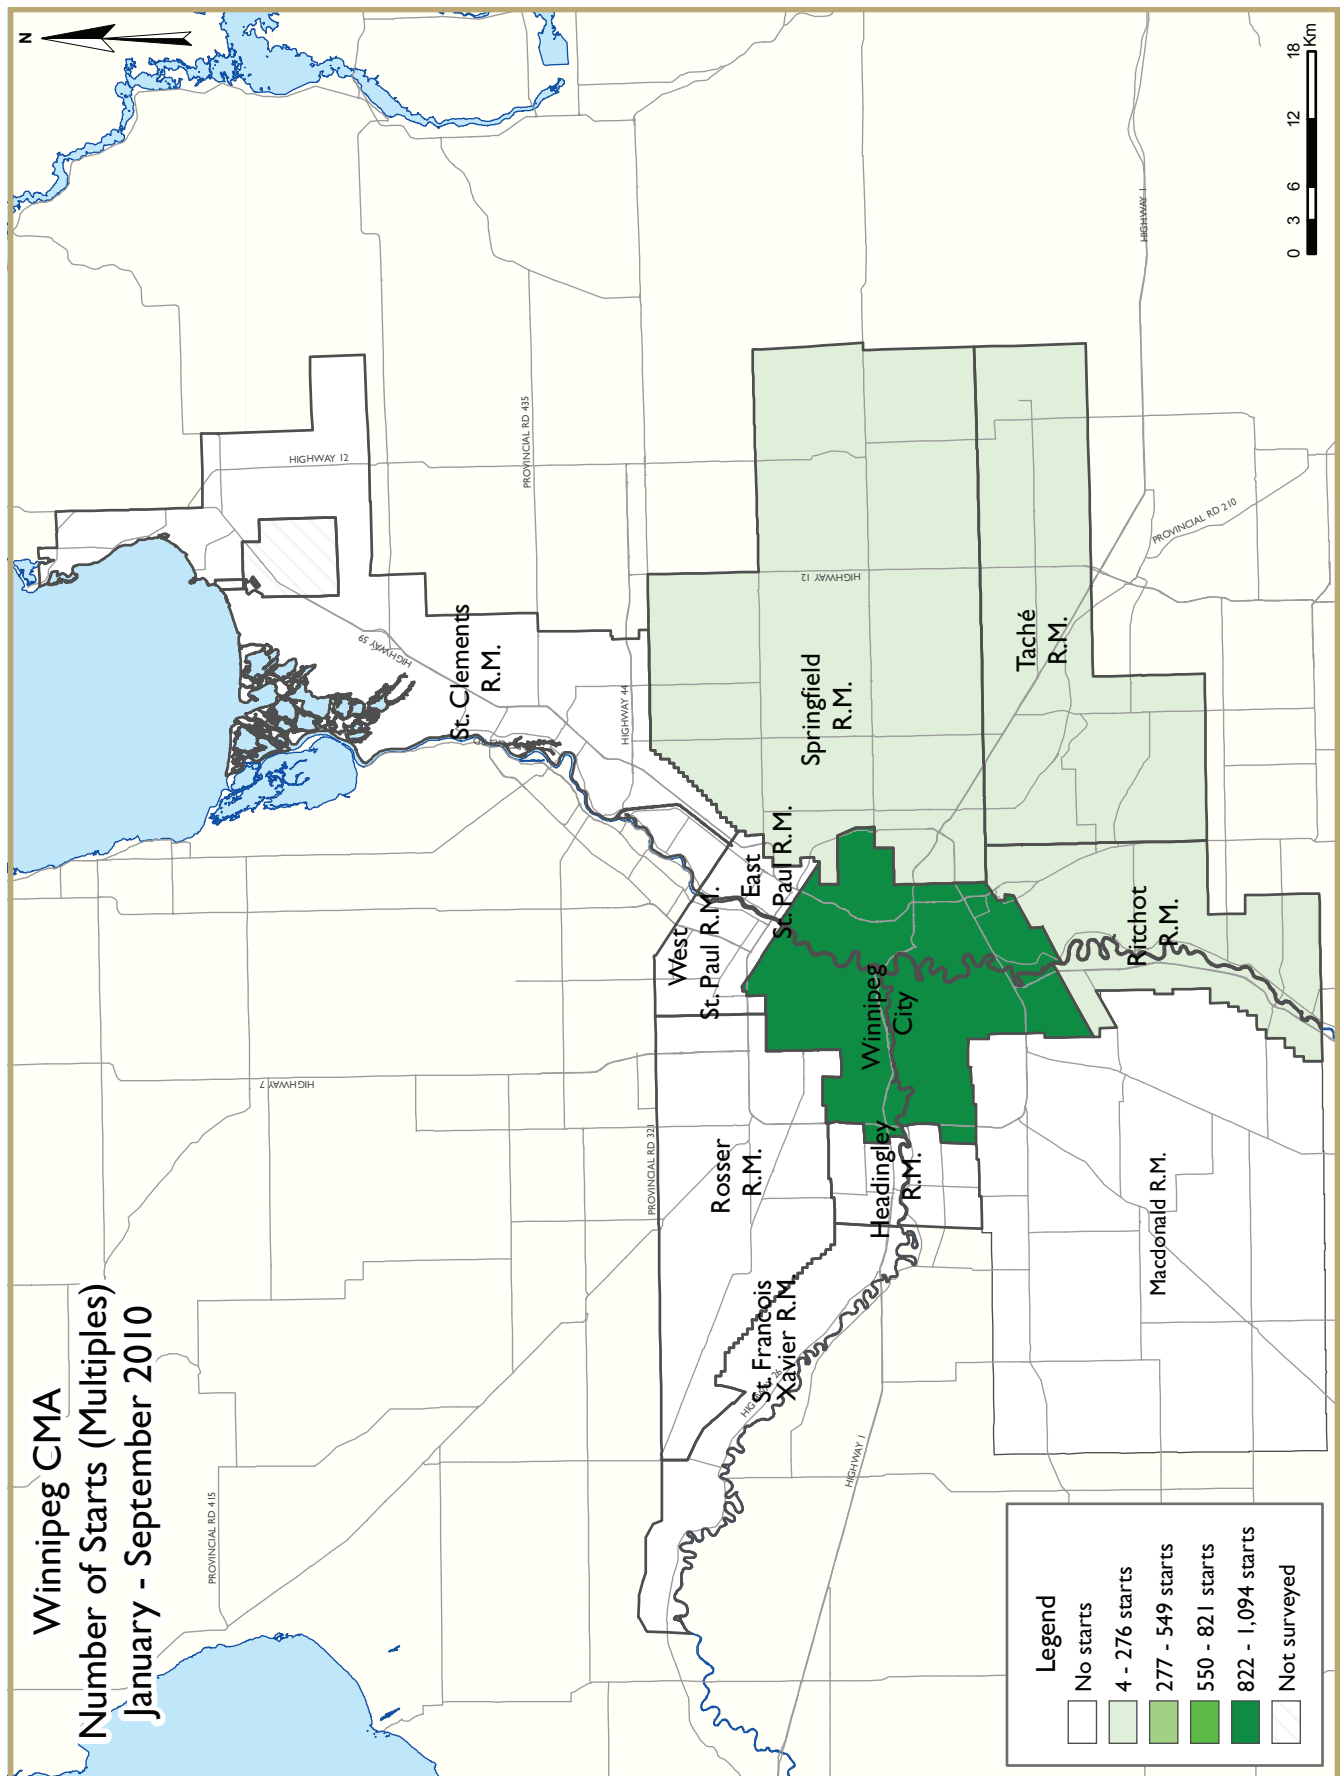 Winnipeg CMA
Number of Starts (Multiples)
January - September 2010
N
HIGHWAY 12
PROVINCIAL RD 435
HIGHWAY 1
HIGHWAY 59
St. Clements
R.M.
HIGHWAY 44
HIGHWAY 12
PROVINCIAL RD 210
Springfield
R.M.
Taché
R.M.
East
St. Paul R.M.
West
St. Paul R.M.
Ritchot
R.M.
Winnipeg
City
HIGHWAY 7
PROVINCIAL RD 321
Rosser
R.M.
Headingley
R.M.
Macdonald R.M.
St. Francois
Xavier R.M.
HIGHWAY 26
HIGHWAY 1
PROVINCIAL RD 415
Legend
No starts
4 - 276 starts
277 - 549 starts
550 - 821 starts
822 - 1,094 starts
Not surveyed
0 3 6 12 18
Km